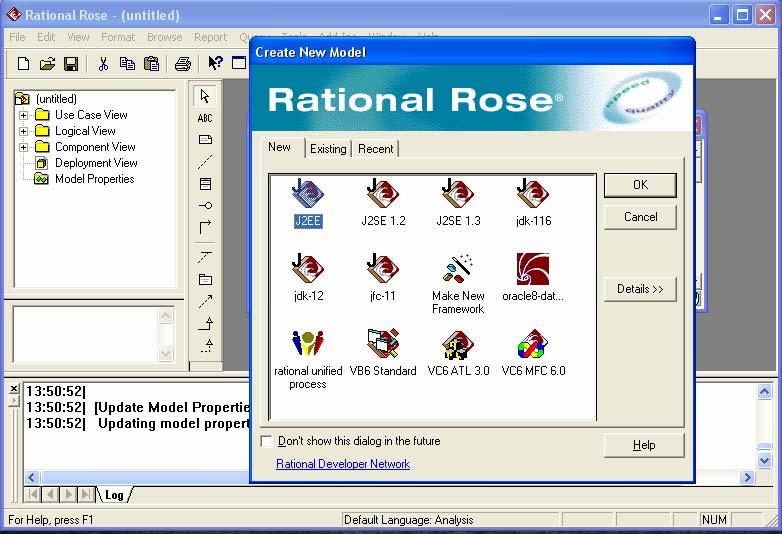 Rational Rose - (untitled)
File Edit View Format Browse Report Query Tools Add-Ins Window Help
Create New Model
Rational Rose®
speed
quality
New Existing Recent
(untitled)
Use Case View
Logical View
Component View
Deployment View
Model Properties
ABC
J2EE J2SE 1.2 J2SE 1.3 jdk-116
jdk-12 jfc-11 Make New Framework oracle8-dat...
rational unified process VB6 Standard VC6 ATL 3.0 VC6 MFC 6.0
OK
Cancel
Details >>
Don't show this dialog in the future
Help
Rational Developer Network
13:50:52|
13:50:52| [Update Model Propertie
13:50:52| Updating model propert
Log
For Help, press F1 Default Language: Analysis NUM